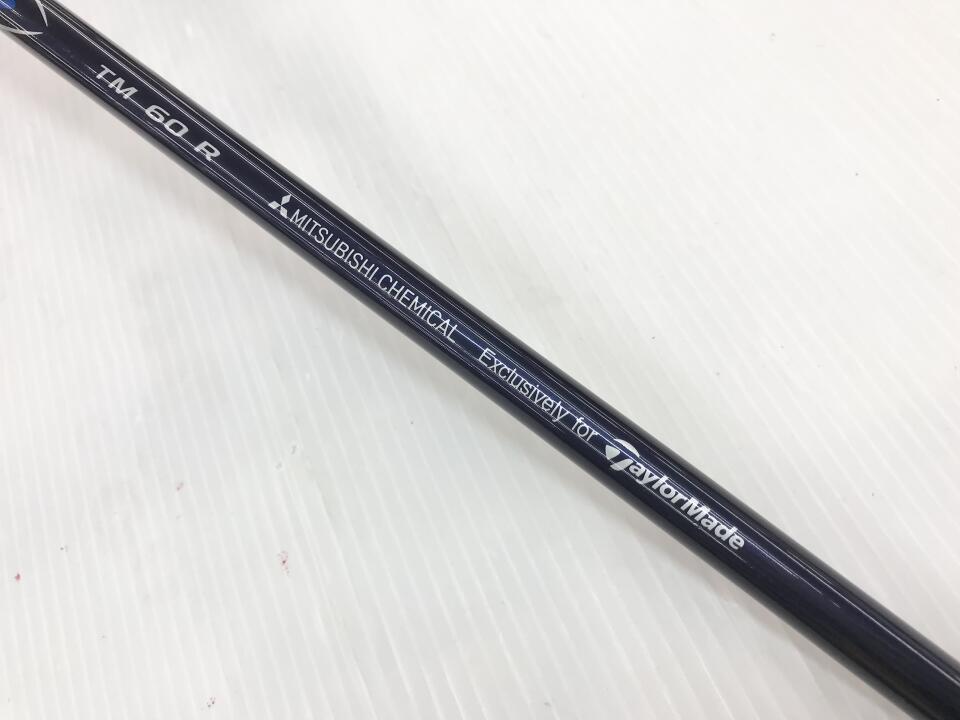 TM 60 R MITSUBISHI CHEMICAL Exclusively for TaylorMade